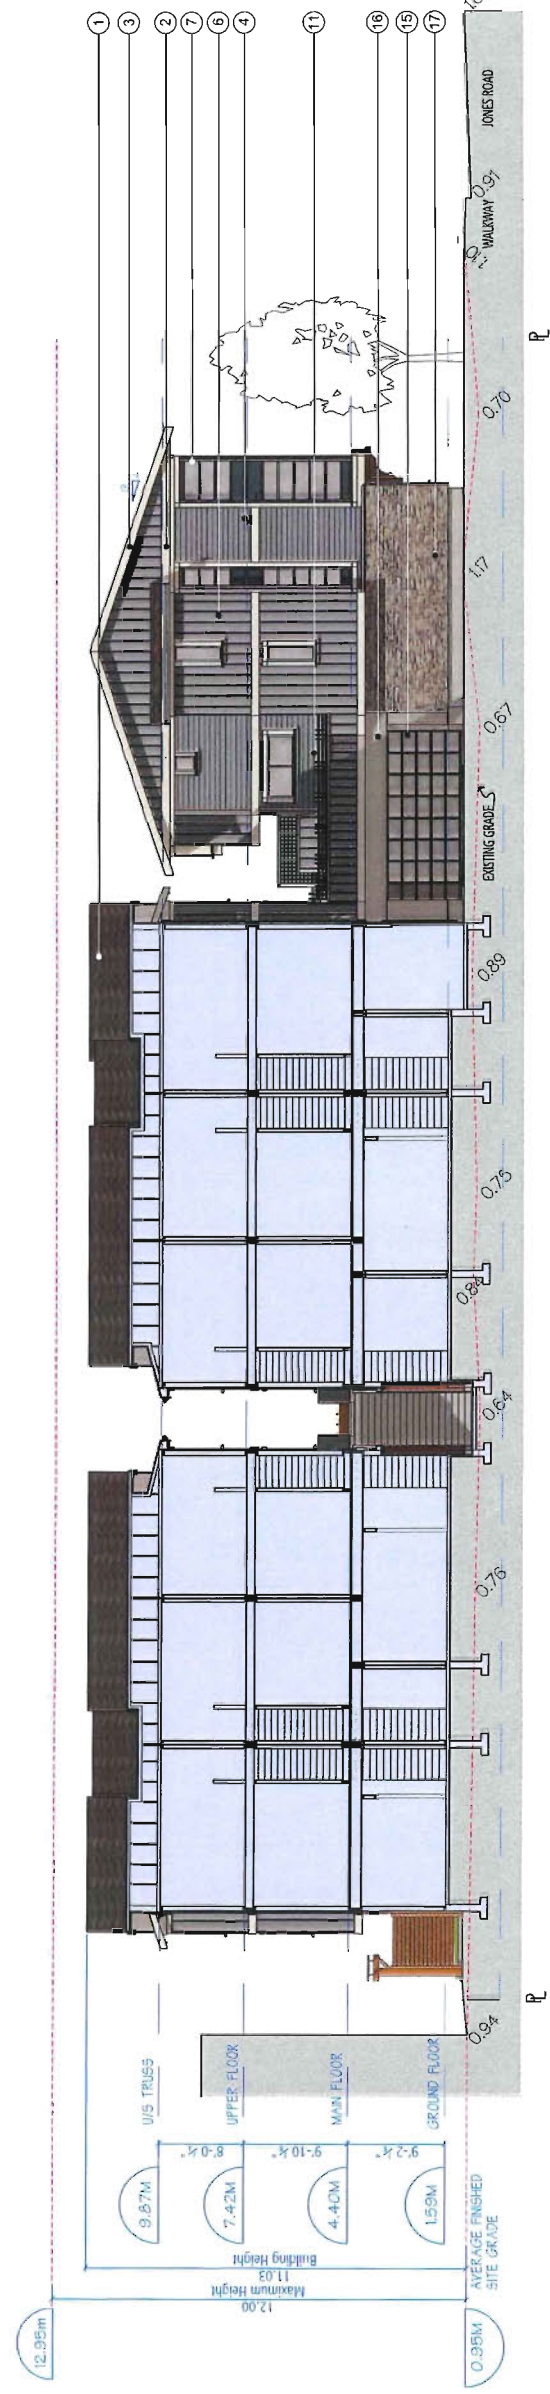 1
3
2
7
6
4
11
16
15
17
JONES ROAD
WALKWAY
0.97
0.70
1.17
0.67
EXISTING GRADE
0.89
0.75
0.84
0.64
0.76
0.94
PL
PL
U/S TRUSS
UPPER FLOOR
MAIN FLOOR
GROUND FLOOR
8'-0 ¼"
9'-10 ¼"
9'-2 ¼"
9.87M
7.42M
4.40M
1.59M
AVERAGE FINISHED
SITE GRADE
Building Height
11.03
Maximum Height
12.00
12.95m
0.95M